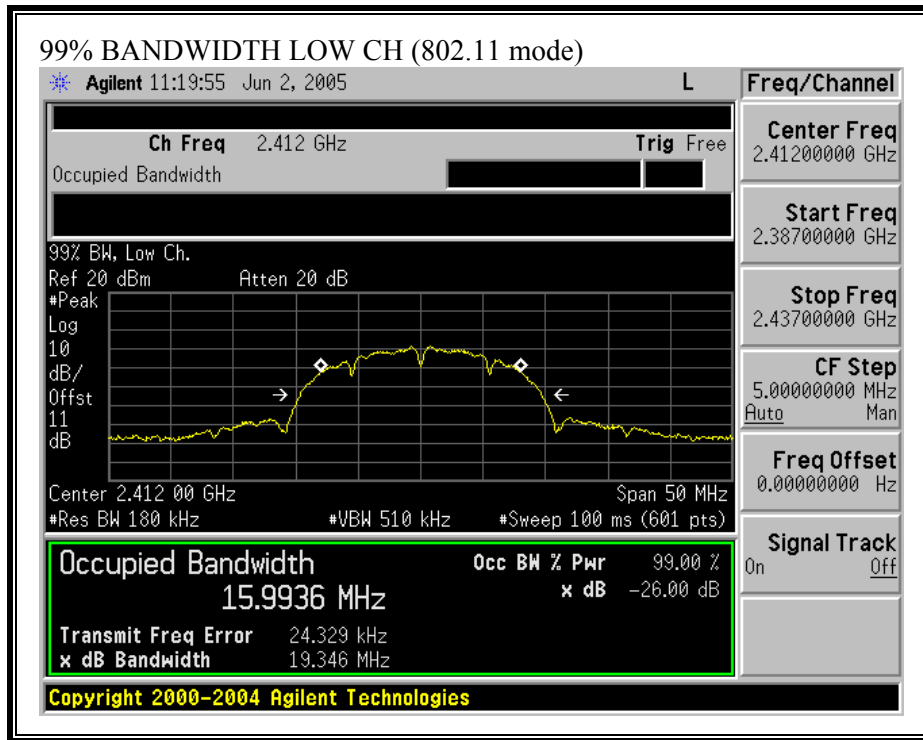 99% BANDWIDTH LOW CH (802.11 mode)
Agilent 11:19:55 Jun 2, 2005 L
Freq/Channel
Ch Freq 2.412 GHz Trig Free
Occupied Bandwidth
Center Freq
2.41200000 GHz
Start Freq
2.38700000 GHz
Stop Freq
2.43700000 GHz
CF Step
5.00000000 MHz
Auto Man
Freq Offset
0.00000000 Hz
Signal Track
On Off
99% BW, Low Ch.
Ref 20 dBm Atten 20 dB
#Peak
Log
10
dB/
Offst
11
dB
Center 2.412 00 GHz Span 50 MHz
#Res BW 180 kHz #VBW 510 kHz #Sweep 100 ms (601 pts)
Occupied Bandwidth Occ BW % Pwr 99.00 %
15.9936 MHz x dB -26.00 dB
Transmit Freq Error 24.329 kHz
x dB Bandwidth 19.346 MHz
Copyright 2000-2004 Agilent Technologies